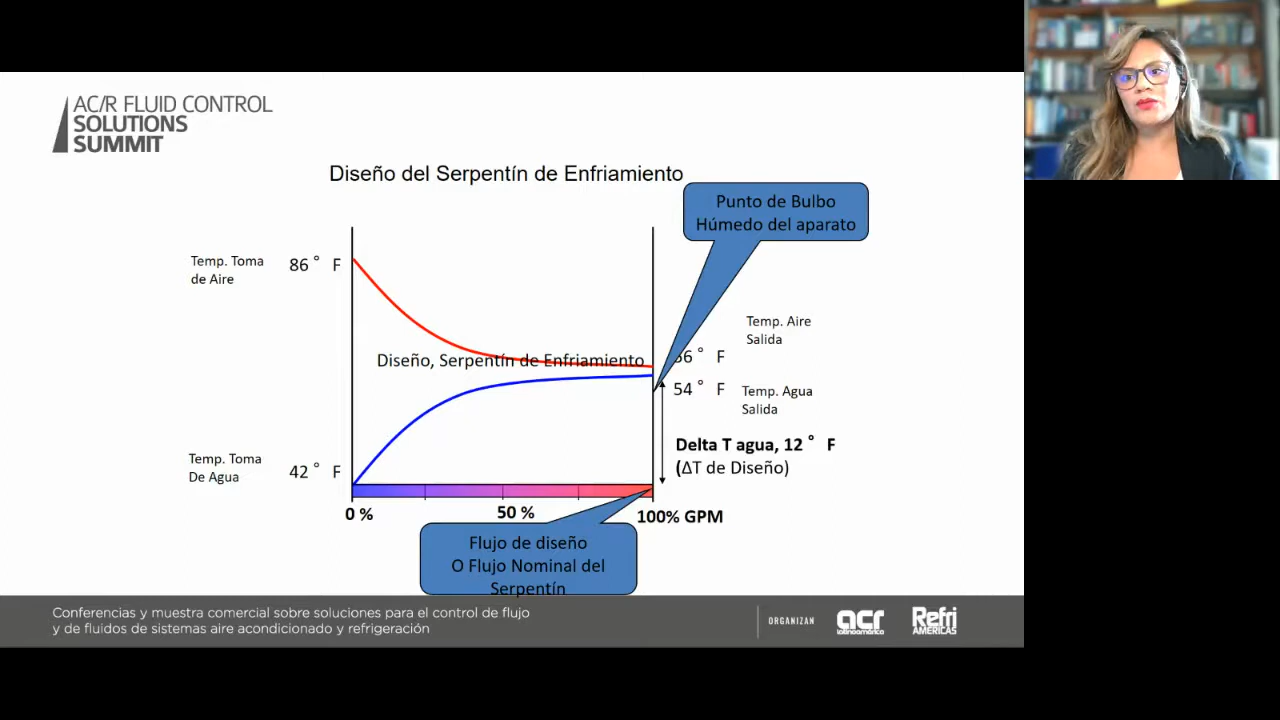 AC/R FLUID CONTROL
SOLUTIONS
SUMMIT
Diseño del Serpentín de Enfriamiento
Punto de Bulbo
Húmedo del aparato
Temp. Toma
de Aire
86° F
Temp. Aire
Salida
Diseño, Serpentín de Enfriamiento
56° F
54° F
Temp. Agua
Salida
Delta T agua, 12° F
(ΔT de Diseño)
Temp. Toma
De Agua
42° F
0 %
50 %
100% GPM
Flujo de diseño
O Flujo Nominal del
Serpentín
Conferencias y muestra comercial sobre soluciones para el control de flujo
y de fluidos de sistemas aire acondicionado y refrigeración
ORGANIZAN
acr
latinoamérica
Refri
AMÉRICAS